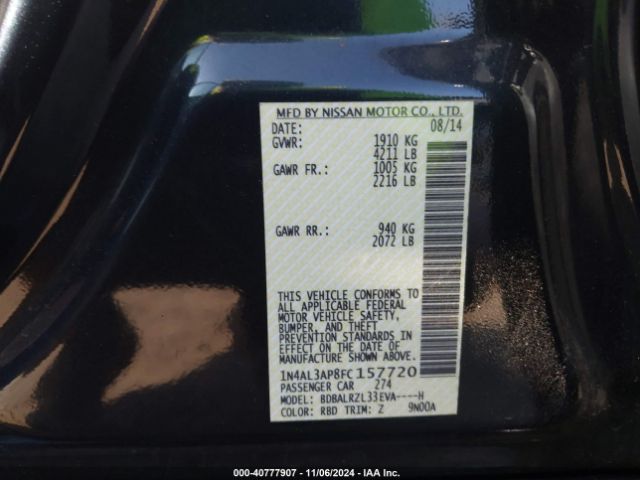 MFD BY NISSAN MOTOR CO., LTD.
DATE: 08/14
GVWR: 1910 KG
4211 LB
GAWR FR.: 1005 KG
2216 LB
GAWR RR.: 940 KG
2072 LB
THIS VEHICLE CONFORMS TO
ALL APPLICABLE FEDERAL
MOTOR VEHICLE SAFETY,
BUMPER, AND THEFT
PREVENTION STANDARDS IN
EFFECT ON THE DATE OF
MANUFACTURE SHOWN ABOVE.
1N4AL3AP8FC157720
PASSENGER CAR 274
MODEL: BDBALRZL33EVA----H
COLOR: RBD TRIM: Z 9N00A
000-40777907 - 11/06/2024 - IAA Inc.